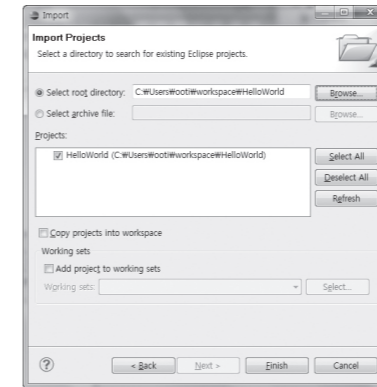 Import
Import Projects
Select a directory to search for existing Eclipse projects.
Select root directory: C:₩Users₩ooti₩workspace₩HelloWorld Browse...
Select archive file: Browse...
Projects:
HelloWorld (C:₩Users₩ooti₩workspace₩HelloWorld) Select All
Deselect All
Refresh
Copy projects into workspace
Working sets
Add project to working sets
Working sets: Select...
? < Back Next > Finish Cancel